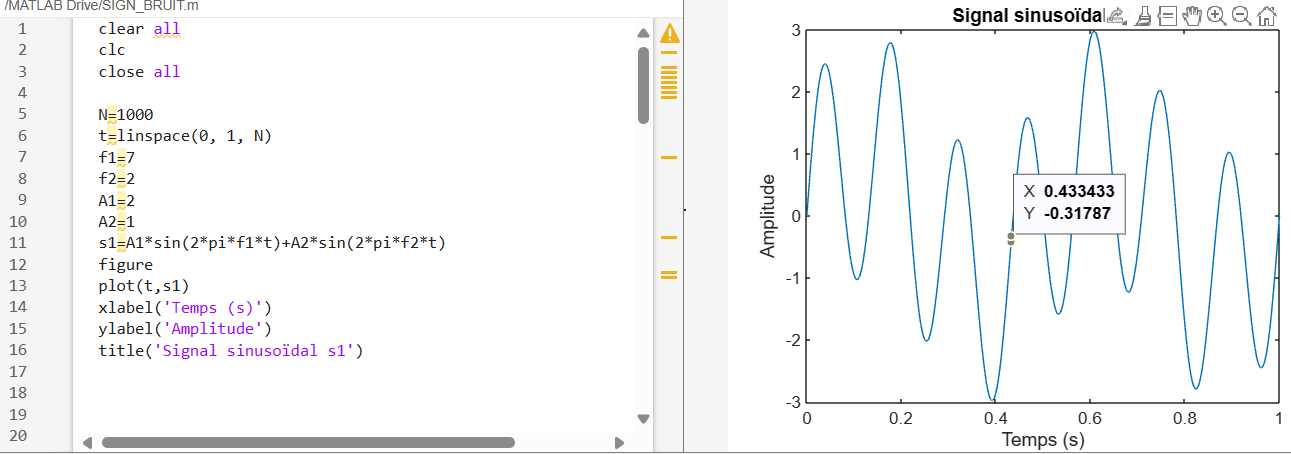 /MATLAB Drive/SIGN_BRUIT.m
1 clear all
2 clc
3 close all
4
5 N=1000
6 t=linspace(0, 1, N)
7 f1=7
8 f2=2
9 A1=2
10 A2=1
11 s1=A1*sin(2*pi*f1*t)+A2*sin(2*pi*f2*t)
12 figure
13 plot(t,s1)
14 xlabel('Temps (s)')
15 ylabel('Amplitude')
16 title('Signal sinusoïdal s1')
17
18
19
20
Signal sinusoïdal
3
2
1
0
-1
-2
-3
Amplitude
X 0.433433
Y -0.31787
0 0.2 0.4 0.6 0.8 1
Temps (s)